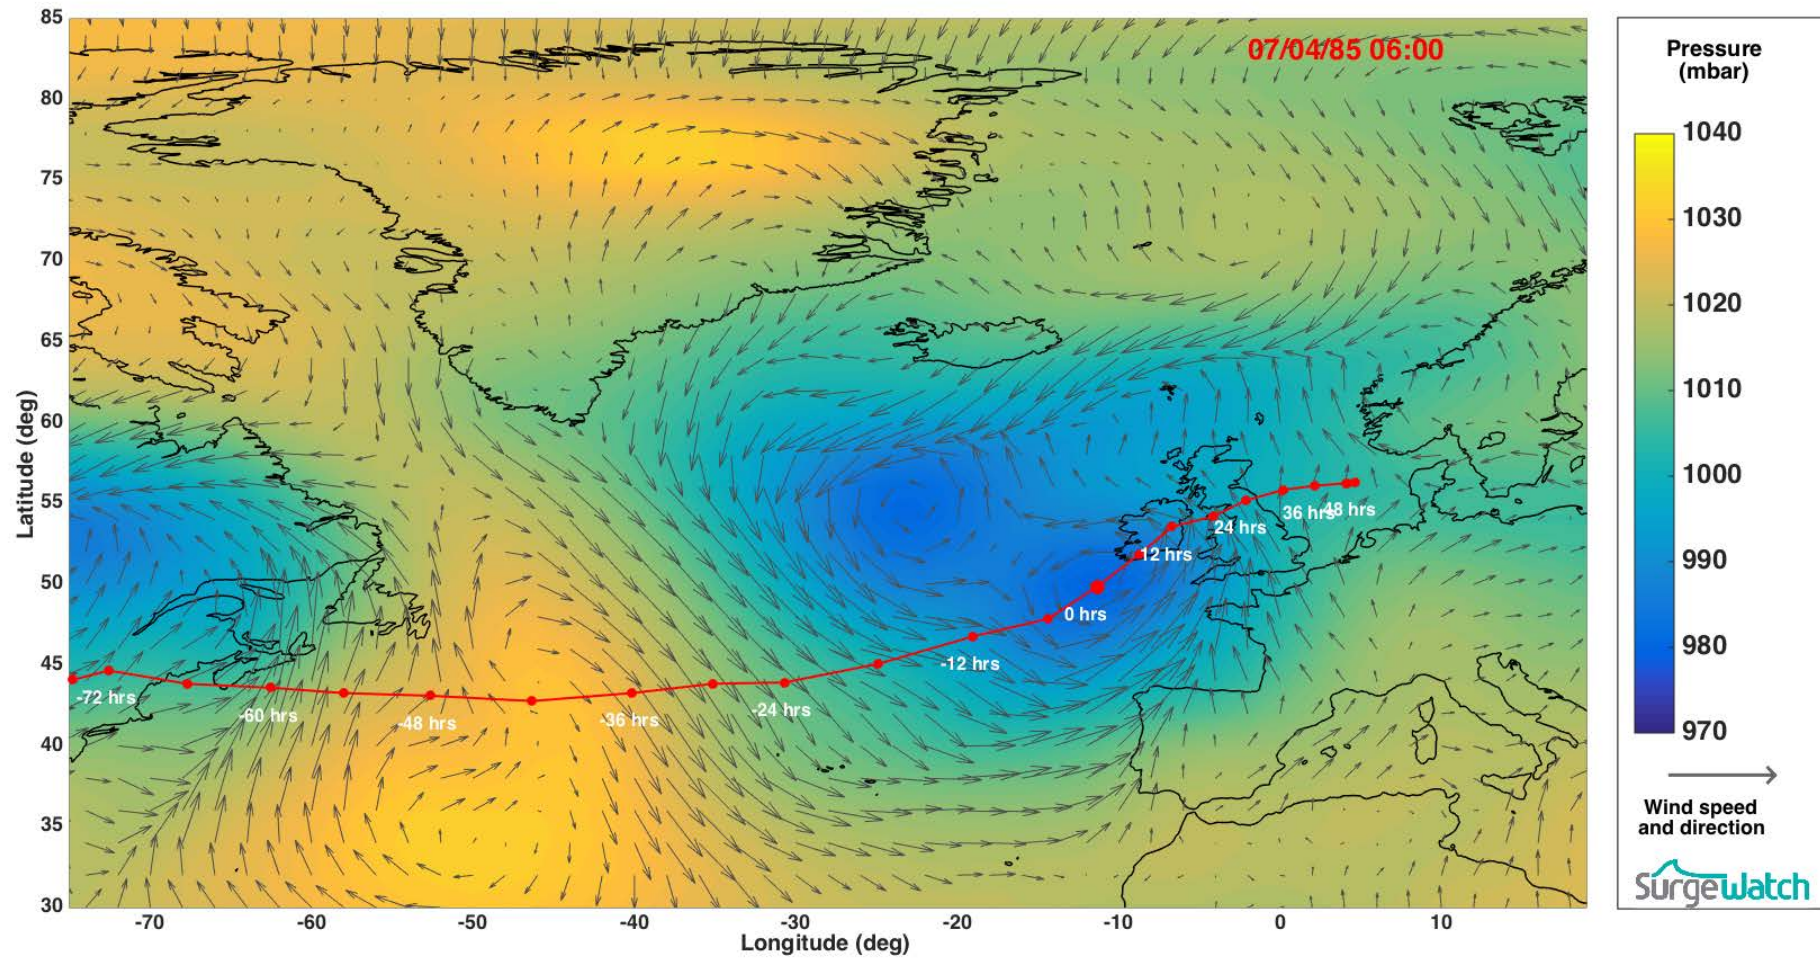 07/04/85 06:00
85
80
75
70
65
60
55
50
45
40
35
30
Latitude (deg)
-70
-60
-50
-40
-30
-20
-10
0
10
Longitude (deg)
-72 hrs
-60 hrs
-48 hrs
-36 hrs
-24 hrs
-12 hrs
0 hrs
12 hrs
24 hrs
36 hrs
48 hrs
Pressure
(mbar)
1040
1030
1020
1010
1000
990
980
970
Wind speed
and direction
SurgeWatch